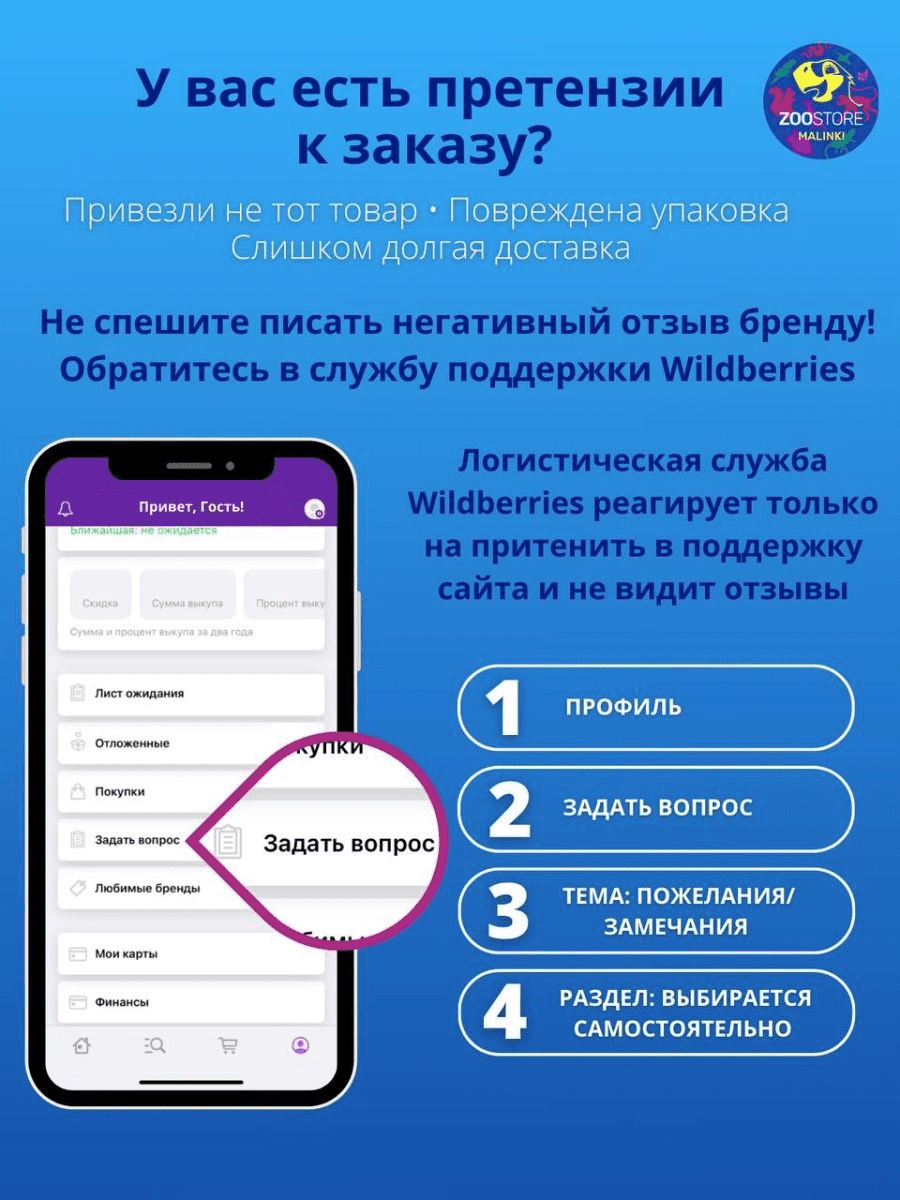 У вас есть претензии
к заказу?
ZOOSTORE
MALINKI
Привезли не тот товар • Повреждена упаковка
Слишком долгая доставка
Не спешите писать негативный отзыв бренду!
Обратитесь в службу поддержки Wildberries
Логистическая служба
Wildberries реагирует только
на притенить в поддержку
сайта и не видит отзывы
Привет, Гость!
Ближайшая: не ожидается
Скидка
Сумма выкупа
Процент выку
Сумма и процент выкупа за два года
Лист ожидания
Отложенные
Покупки
Задать вопрос
Любимые бренды
Мои карты
Финансы
купки
Задать вопрос
бимы
1 ПРОФИЛЬ
2 ЗАДАТЬ ВОПРОС
3 ТЕМА: ПОЖЕЛАНИЯ/
ЗАМЕЧАНИЯ
4 РАЗДЕЛ: ВЫБИРАЕТСЯ
САМОСТОЯТЕЛЬНО